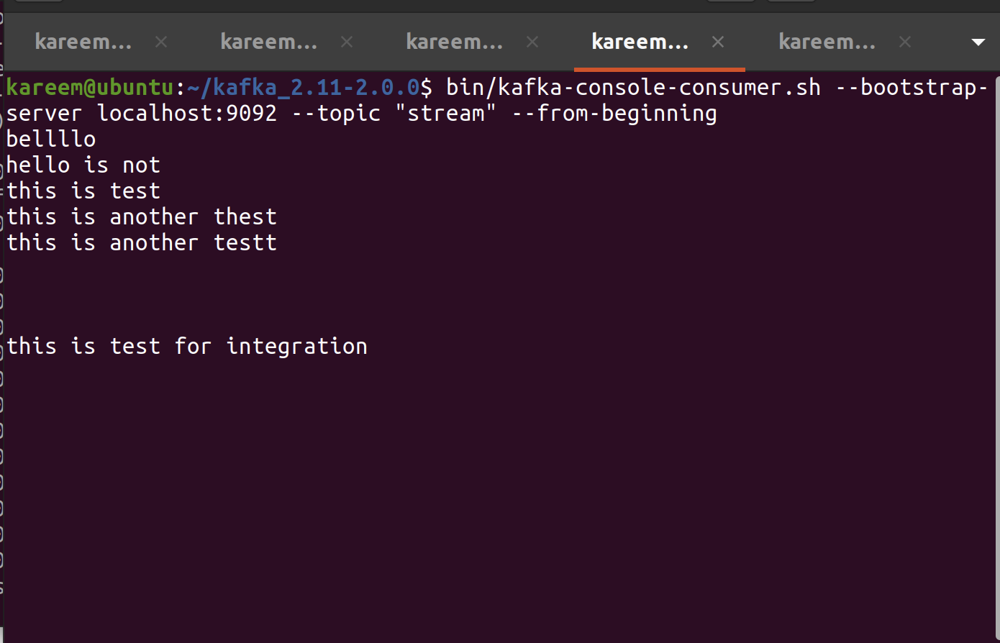 kareem... × kareem... × kareem... × kareem... × kareem... ×
kareem@ubuntu:~/kafka_2.11-2.0.0$ bin/kafka-console-consumer.sh --bootstrap-
server localhost:9092 --topic "stream" --from-beginning
bellllo
hello is not
this is test
this is another thest
this is another testt
this is test for integration